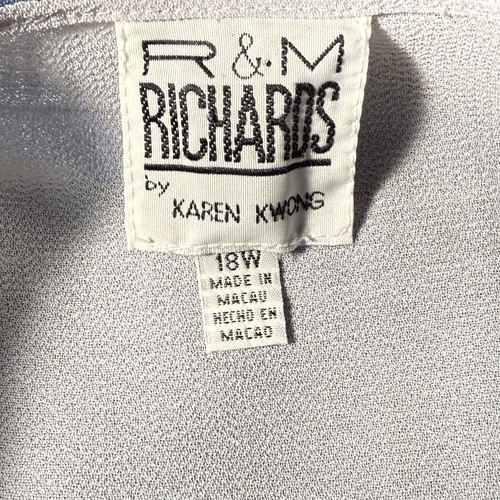 R & M
RICHARDS
by
KAREN KWONG
18W
MADE IN
MACAU
HECHO EN
MACAO